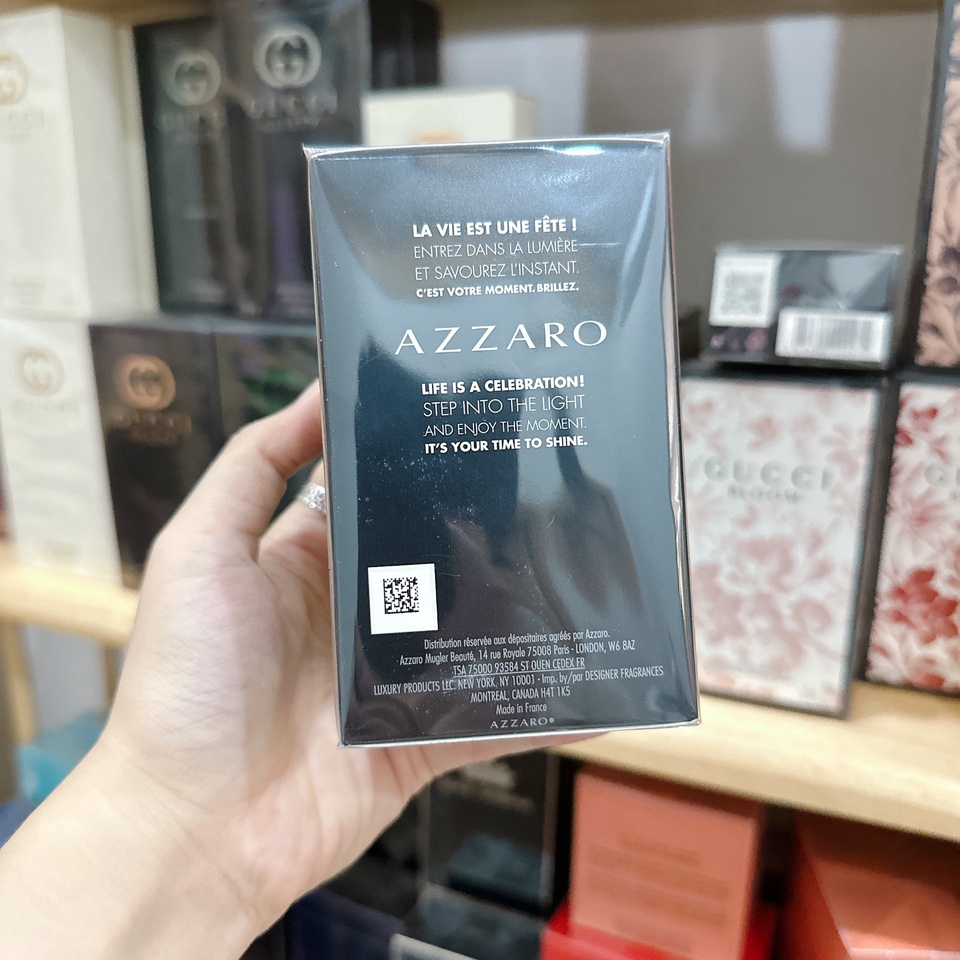 LA VIE EST UNE FÊTE !
ENTREZ DANS LA LUMIÈRE
ET SAVOUREZ L'INSTANT.
C'EST VOTRE MOMENT. BRILLEZ.
AZZARO
LIFE IS A CELEBRATION!
STEP INTO THE LIGHT
AND ENJOY THE MOMENT.
IT'S YOUR TIME TO SHINE.
Distribution réservée aux dépositaires agréés par Azzaro.
Azzaro Mugler Beauté, 14 rue Royale 75008 Paris - LONDON, W6 8AZ
TSA 75000 93584 ST OUEN CEDEX FR
LUXURY PRODUCTS LLC. NEW YORK, NY 10001 - Imp. by/par DESIGNER FRAGRANCES
MONTREAL, CANADA H4T 1K5
Made in France
AZZARO®
GUCCI
GUCCI
BLOOM